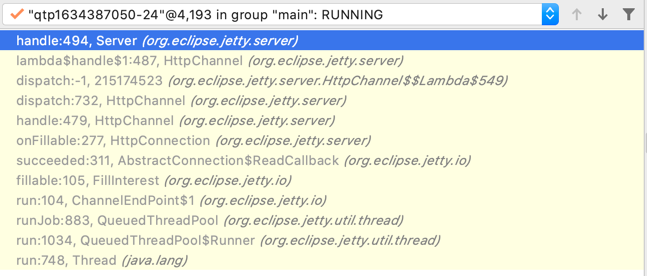 "qtp1634387050-24"@4,193 in group "main": RUNNING
handle:494, Server (org.eclipse.jetty.server)
lambda$handle$1:487, HttpChannel (org.eclipse.jetty.server)
dispatch:-1, 215174523 (org.eclipse.jetty.server.HttpChannel$$Lambda$549)
dispatch:732, HttpChannel (org.eclipse.jetty.server)
handle:479, HttpChannel (org.eclipse.jetty.server)
onFillable:277, HttpConnection (org.eclipse.jetty.server)
succeeded:311, AbstractConnection$ReadCallback (org.eclipse.jetty.io)
fillable:105, FillInterest (org.eclipse.jetty.io)
run:104, ChannelEndPoint$1 (org.eclipse.jetty.io)
runJob:883, QueuedThreadPool (org.eclipse.jetty.util.thread)
run:1034, QueuedThreadPool$Runner (org.eclipse.jetty.util.thread)
run:748, Thread (java.lang)